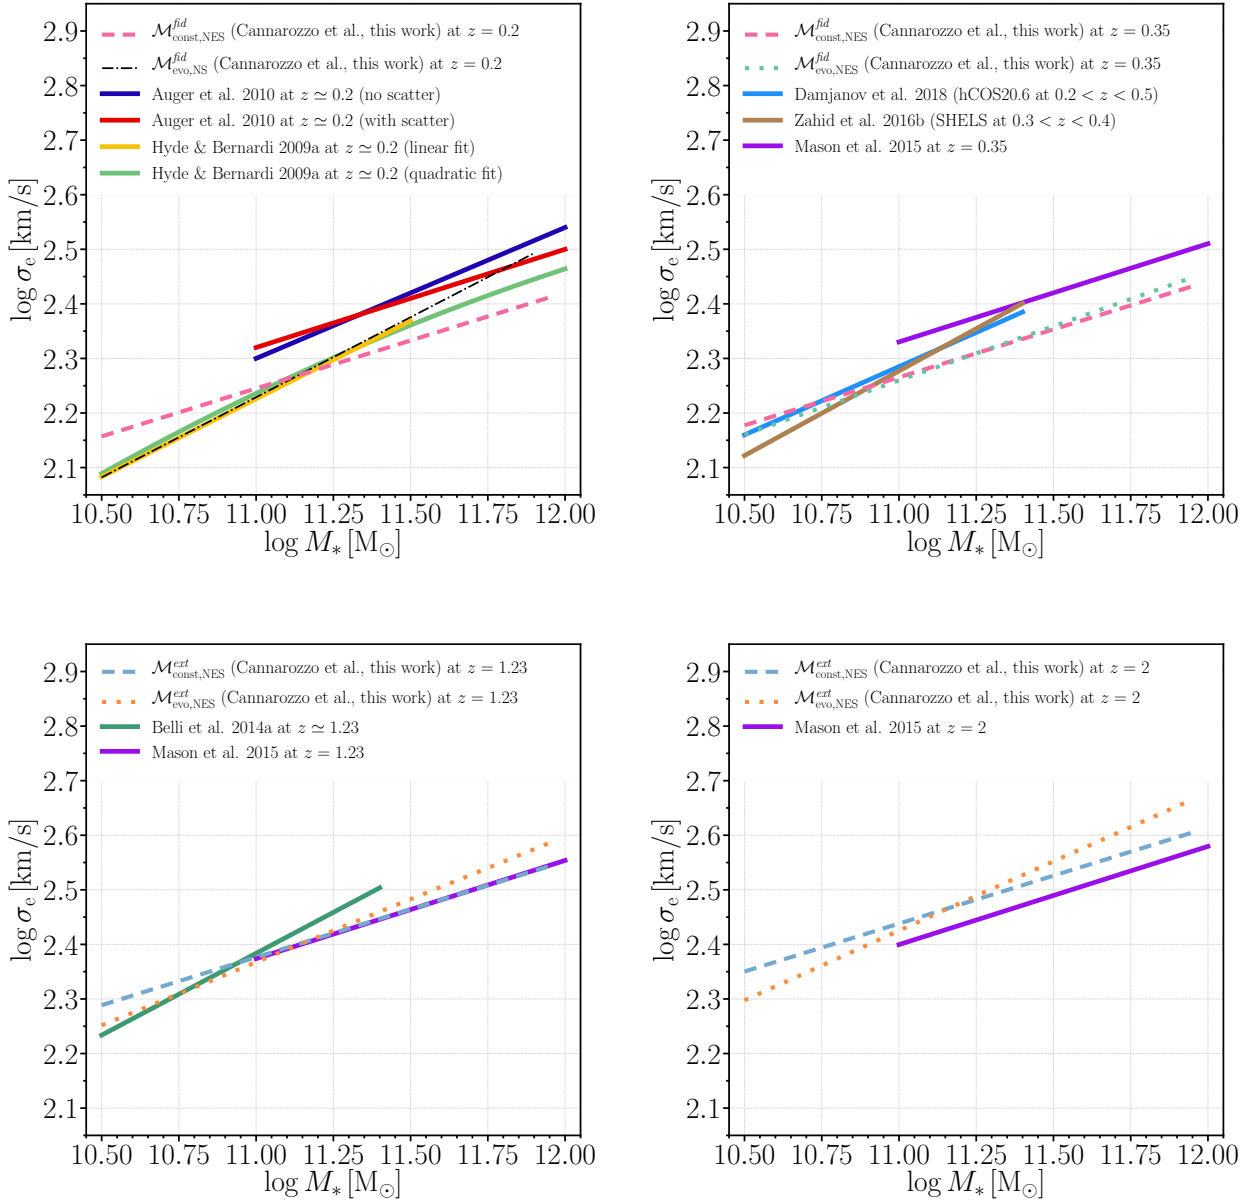 ℳ^fid_const,NES (Cannarozzo et al., this work) at z = 0.2
ℳ^fid_evo,NS (Cannarozzo et al., this work) at z = 0.2
Auger et al. 2010 at z ≃ 0.2 (no scatter)
Auger et al. 2010 at z ≃ 0.2 (with scatter)
Hyde & Bernardi 2009a at z ≃ 0.2 (linear fit)
Hyde & Bernardi 2009a at z ≃ 0.2 (quadratic fit)
2.9
2.8
2.7
2.6
2.5
2.4
2.3
2.2
2.1
log σ_e [km/s]
10.50 10.75 11.00 11.25 11.50 11.75 12.00
log M_* [M_⊙]
ℳ^fid_const,NES (Cannarozzo et al., this work) at z = 0.35
ℳ^fid_evo,NES (Cannarozzo et al., this work) at z = 0.35
Damjanov et al. 2018 (hCOS20.6 at 0.2 < z < 0.5)
Zahid et al. 2016b (SHELS at 0.3 < z < 0.4)
Mason et al. 2015 at z = 0.35
2.9
2.8
2.7
2.6
2.5
2.4
2.3
2.2
2.1
log σ_e [km/s]
10.50 10.75 11.00 11.25 11.50 11.75 12.00
log M_* [M_⊙]
ℳ^ext_const,NES (Cannarozzo et al., this work) at z = 1.23
ℳ^ext_evo,NES (Cannarozzo et al., this work) at z = 1.23
Belli et al. 2014a at z ≃ 1.23
Mason et al. 2015 at z = 1.23
2.9
2.8
2.7
2.6
2.5
2.4
2.3
2.2
2.1
log σ_e [km/s]
10.50 10.75 11.00 11.25 11.50 11.75 12.00
log M_* [M_⊙]
ℳ^ext_const,NES (Cannarozzo et al., this work) at z = 2
ℳ^ext_evo,NES (Cannarozzo et al., this work) at z = 2
Mason et al. 2015 at z = 2
2.9
2.8
2.7
2.6
2.5
2.4
2.3
2.2
2.1
log σ_e [km/s]
10.50 10.75 11.00 11.25 11.50 11.75 12.00
log M_* [M_⊙]